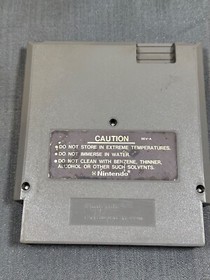 CAUTION
• DO NOT STORE IN EXTREME TEMPERATURES.
• DO NOT IMMERSE IN WATER.
• DO NOT CLEAN WITH BENZENE, THINNER,
ALCOHOL OR OTHER SUCH SOLVENTS.
Nintendo